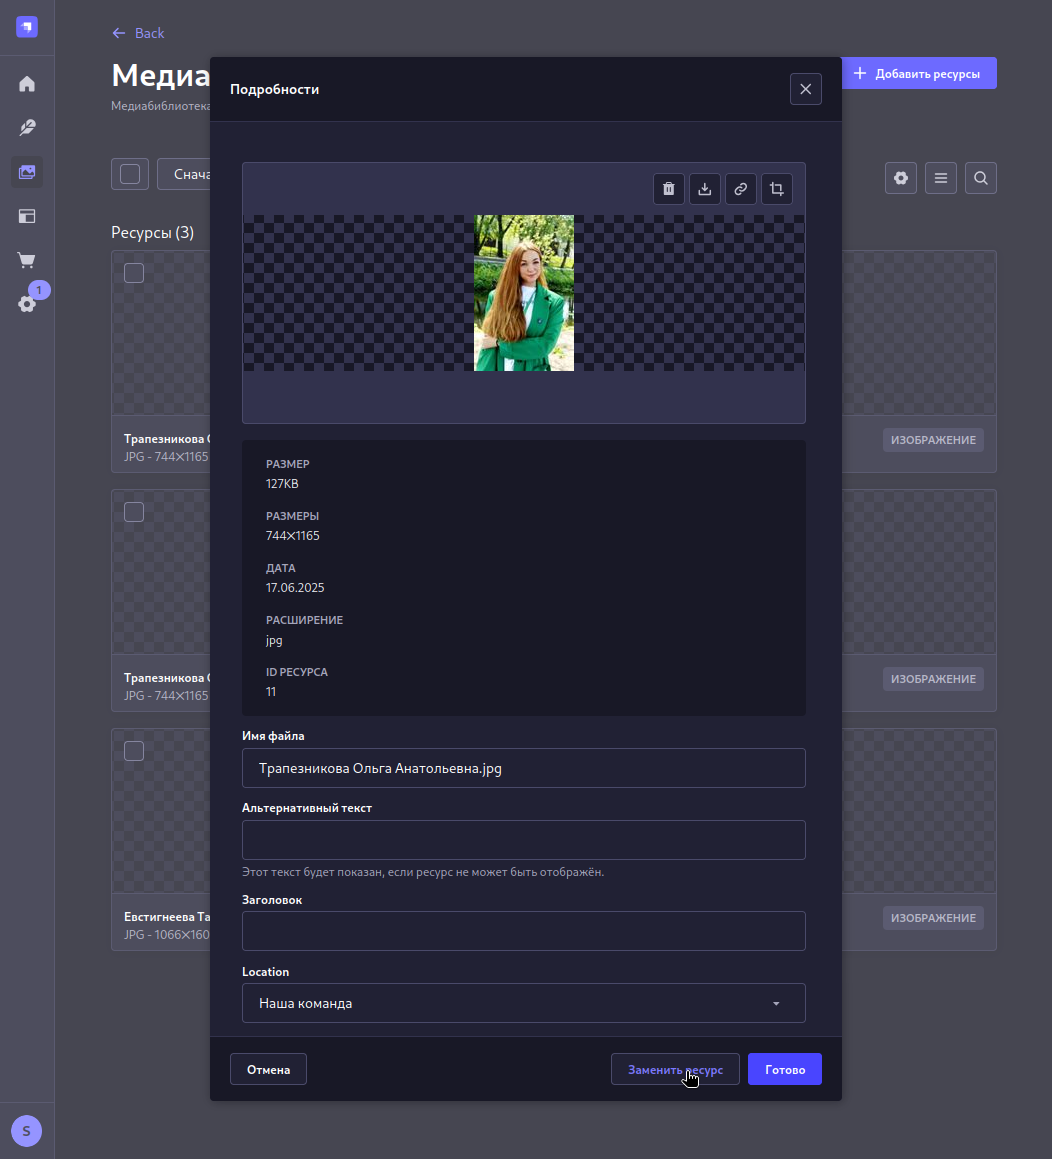 Back
Медиа
Добавить ресурсы
Медиабиблиотека
Подробности
Снача
Ресурсы (3)
1
Трапезникова О
JPG - 744✕1165
ИЗОБРАЖЕНИЕ
Трапезникова О
JPG - 744✕1165
ИЗОБРАЖЕНИЕ
Евстигнеева Та
JPG - 1066✕160
ИЗОБРАЖЕНИЕ
РАЗМЕР
127KB
РАЗМЕРЫ
744✕1165
ДАТА
17.06.2025
РАСШИРЕНИЕ
jpg
ID РЕСУРСА
11
Имя файла
Трапезникова Ольга Анатольевна.jpg
Альтернативный текст
Этот текст будет показан, если ресурс не может быть отображён.
Заголовок
Location
Наша команда
Отмена
Заменить ресурс
Готово
S